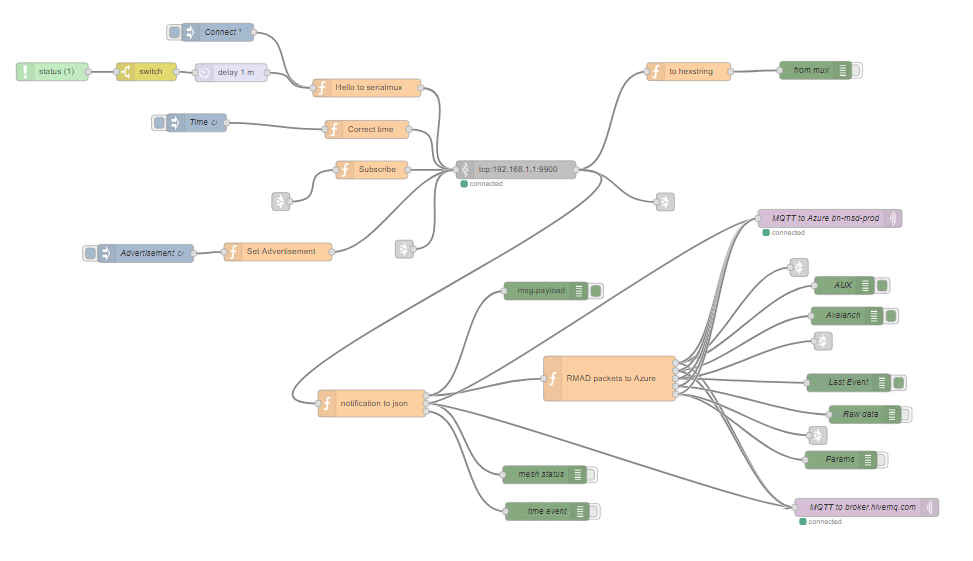 Connect ¹
status (1)
switch
delay 1 m
to hexstring
from mux
Hello to serialmux
Time ↻
Correct time
Subscribe
tcp:192.168.1.1:9900
connected
MQTT to Azure bn-msd-prod
connected
Advertisement ↻
Set Advertisement
msg.payload
AUX
Avalanch
RMAD packets to Azure
Last Event
notification to json
Raw data
Params
mesh status
time event
MQTT to broker.hivemq.com
connected